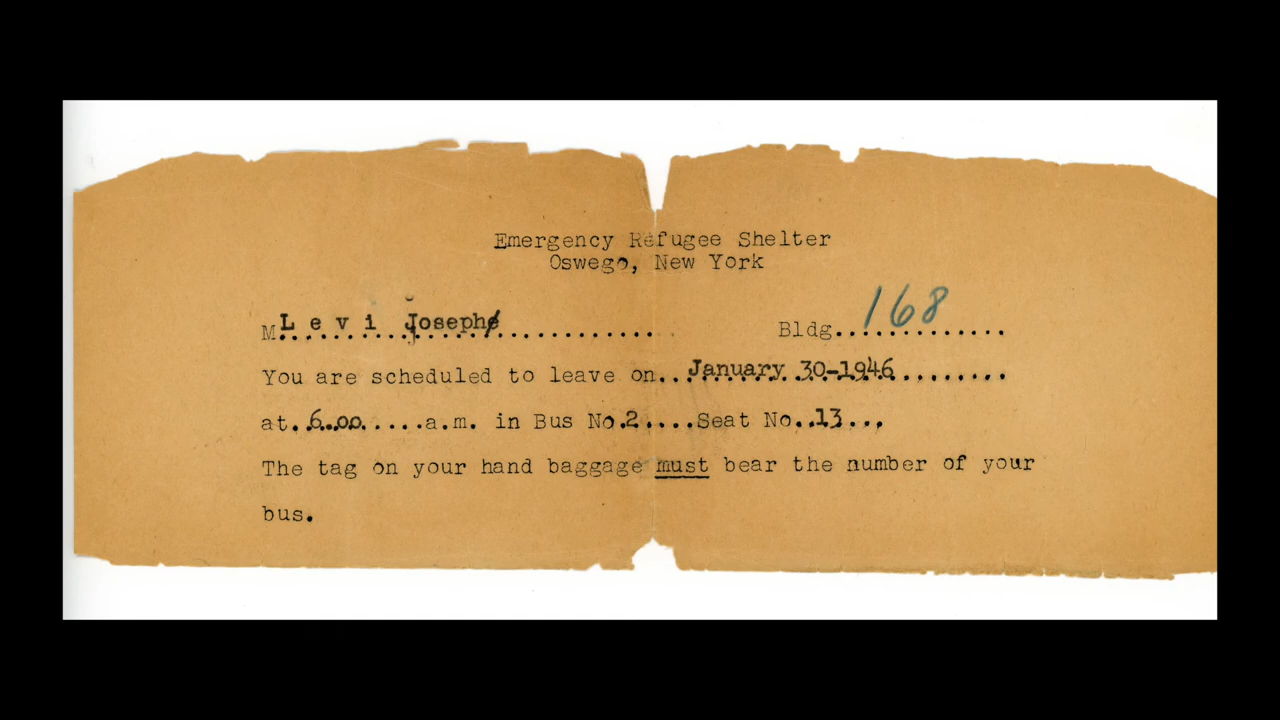 Emergency Refugee Shelter
Oswego, New York
M L e v i Joseph.............. Bldg..168..........
You are scheduled to leave on...January 30-1946.........
at..6.00.....a.m. in Bus No.2....Seat No..13...
The tag on your hand baggage must bear the number of your
bus.